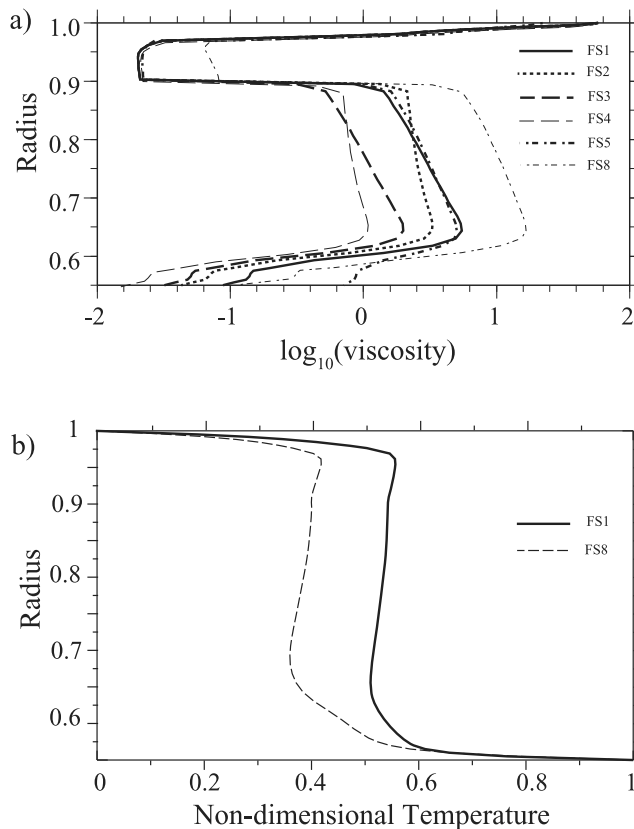 a)
1.0
0.9
0.8
0.7
0.6
Radius
FS1
FS2
FS3
FS4
FS5
FS8
-2
-1
0
1
2
log10(viscosity)
b)
1
0.9
0.8
0.7
0.6
Radius
FS1
FS8
0
0.2
0.4
0.6
0.8
1
Non-dimensional Temperature